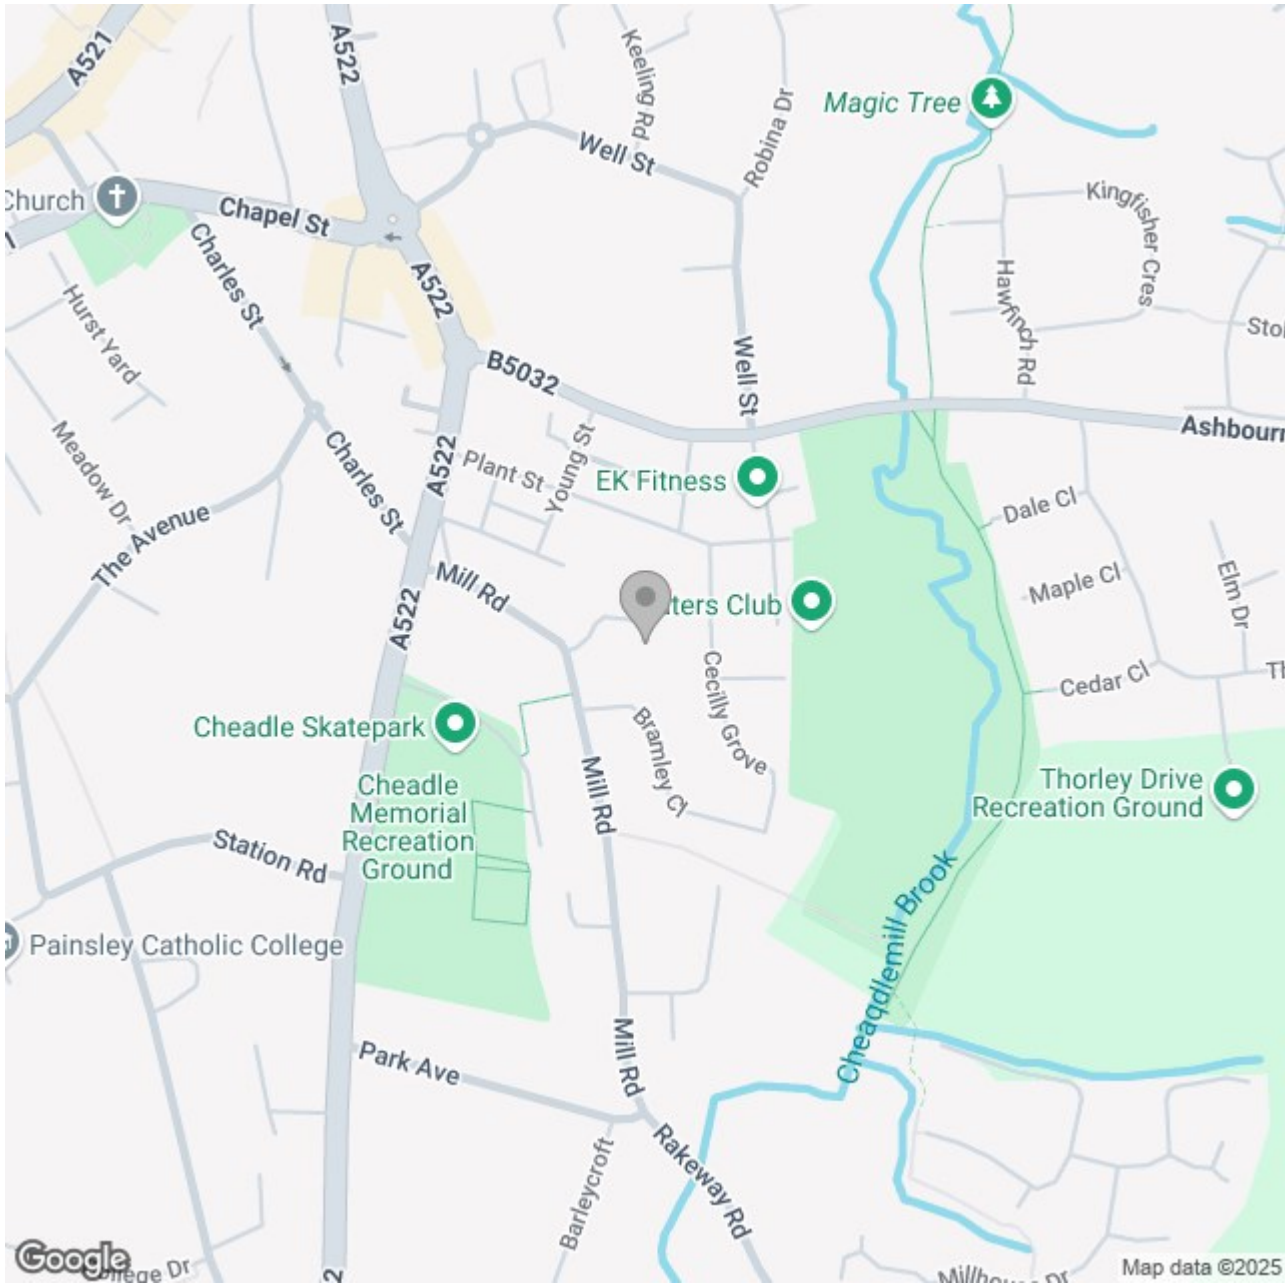 A521
A522
Keeling Rd
Robina Dr
Magic Tree
Well St
Church
Chapel St
Kingfisher Cres
Charles St
A522
Hawfinch Rd
Hurst Yard
B5032
Well St
Ashbourn
Meadow Dr
Charles St
A522
Plant St
Young St
EK Fitness
Dale Cl
The Avenue
Mill Rd
Maple Cl
Elm Dr
Club
A522
Cecilly Grove
Cedar Cl
Cheadle Skatepark
Bramley Cl
Cheadle
Memorial
Recreation
Ground
Mill Rd
Thorley Drive
Recreation Ground
Station Rd
Cheaqdlemill Brook
Painsley Catholic College
Mill Rd
Park Ave
Rakeway Rd
Barleycroft
Google
Map data ©2025